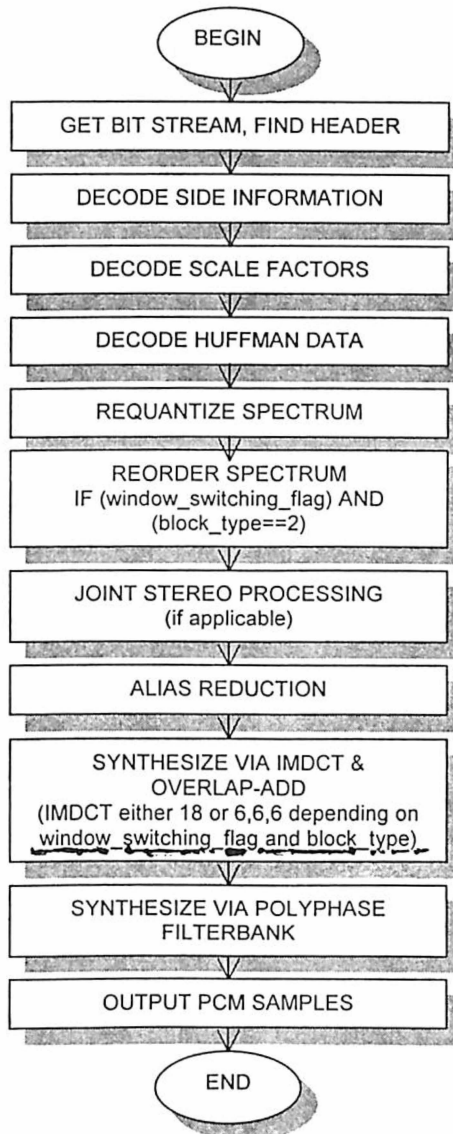 BEGIN
GET BIT STREAM, FIND HEADER
DECODE SIDE INFORMATION
DECODE SCALE FACTORS
DECODE HUFFMAN DATA
REQUANTIZE SPECTRUM
REORDER SPECTRUM
IF (window_switching_flag) AND
(block_type==2)
JOINT STEREO PROCESSING
(if applicable)
ALIAS REDUCTION
SYNTHESIZE VIA IMDCT &
OVERLAP-ADD
(IMDCT either 18 or 6,6,6 depending on
window_switching_flag and block_type)
SYNTHESIZE VIA POLYPHASE
FILTERBANK
OUTPUT PCM SAMPLES
END